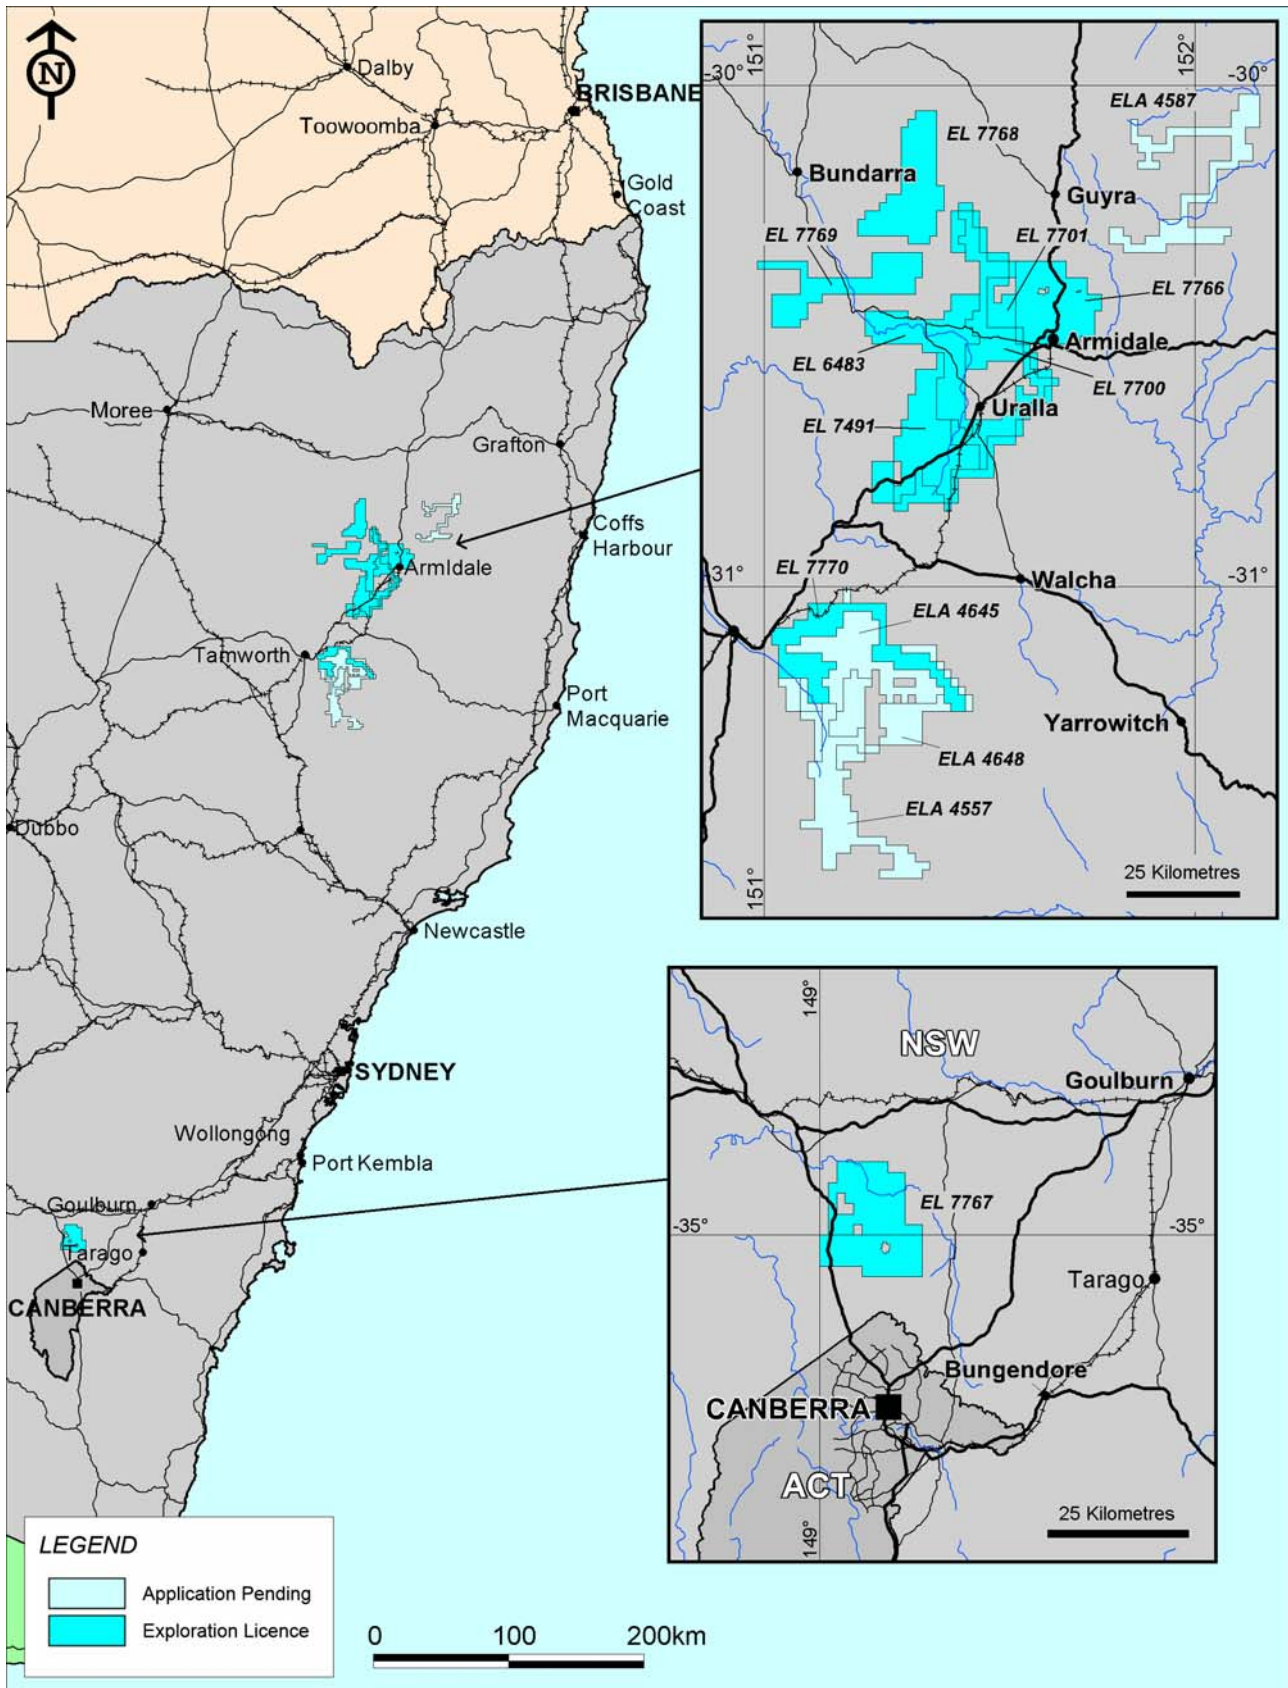 N
Dalby
BRISBANE
Toowoomba
Gold
Coast
Moree
Grafton
Coffs
Harbour
ArmIdale
Tamworth
Port
Macquarie
Dubbo
Newcastle
SYDNEY
Wollongong
Port Kembla
Goulburn
Tarago
CANBERRA
LEGEND
Application Pending
Exploration Licence
0 100 200km
151°
152°
-30°
-30°
ELA 4587
EL 7768
Bundarra
Guyra
EL 7769
EL 7701
EL 7766
Armidale
EL 6483
EL 7700
Uralla
EL 7491
EL 7770
-31°
-31°
Walcha
ELA 4645
Yarrowitch
ELA 4648
ELA 4557
151°
25 Kilometres
149°
NSW
Goulburn
EL 7767
-35°
-35°
Tarago
Bungendore
CANBERRA
ACT
149°
25 Kilometres